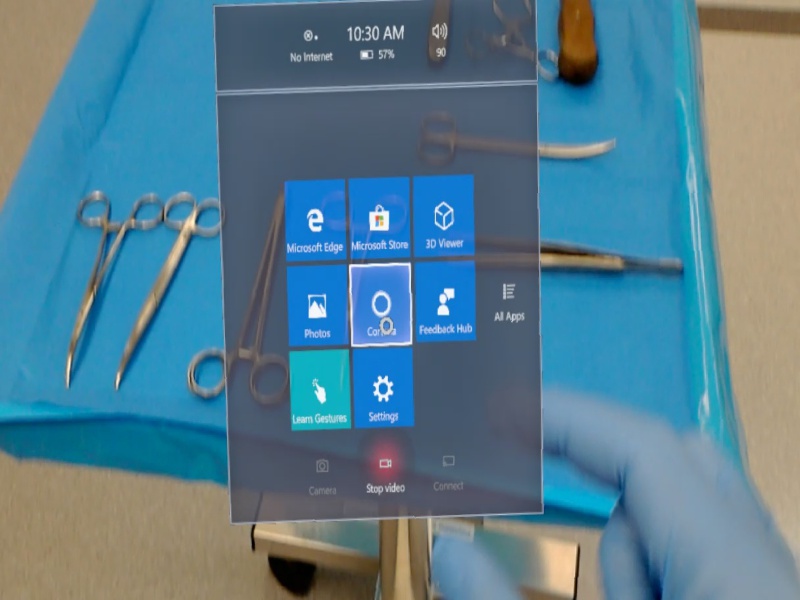 10:30 AM
No Internet
57%
90
Microsoft Edge
Microsoft Store
3D Viewer
Photos
Cortana
Feedback Hub
All Apps
Learn Gestures
Settings
Camera
Stop video
Connect